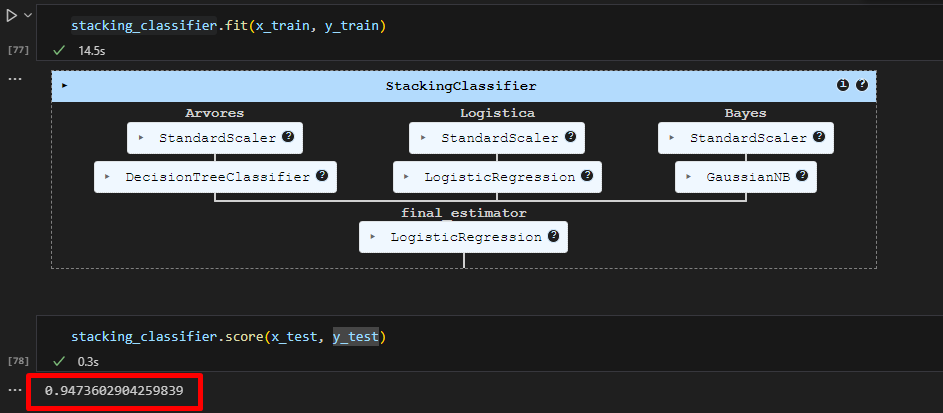 stacking_classifier.fit(x_train, y_train)
[77] 14.5s
StackingClassifier i ?
Arvores Logistica Bayes
StandardScaler ? StandardScaler ? StandardScaler ?
DecisionTreeClassifier ? LogisticRegression ? GaussianNB ?
final_estimator
LogisticRegression ?
stacking_classifier.score(x_test, y_test)
[78] 0.3s
0.9473602904259839